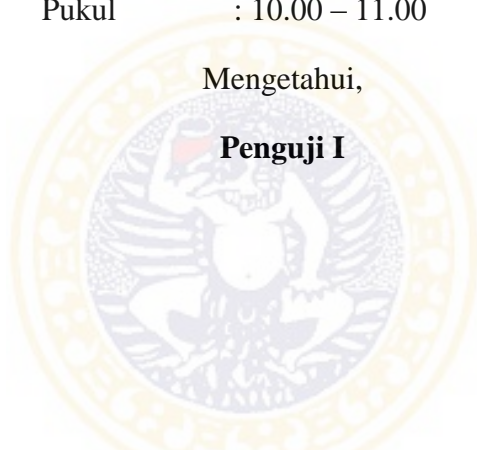 Pukul : 10.00 – 11.00
Mengetahui,
Penguji I